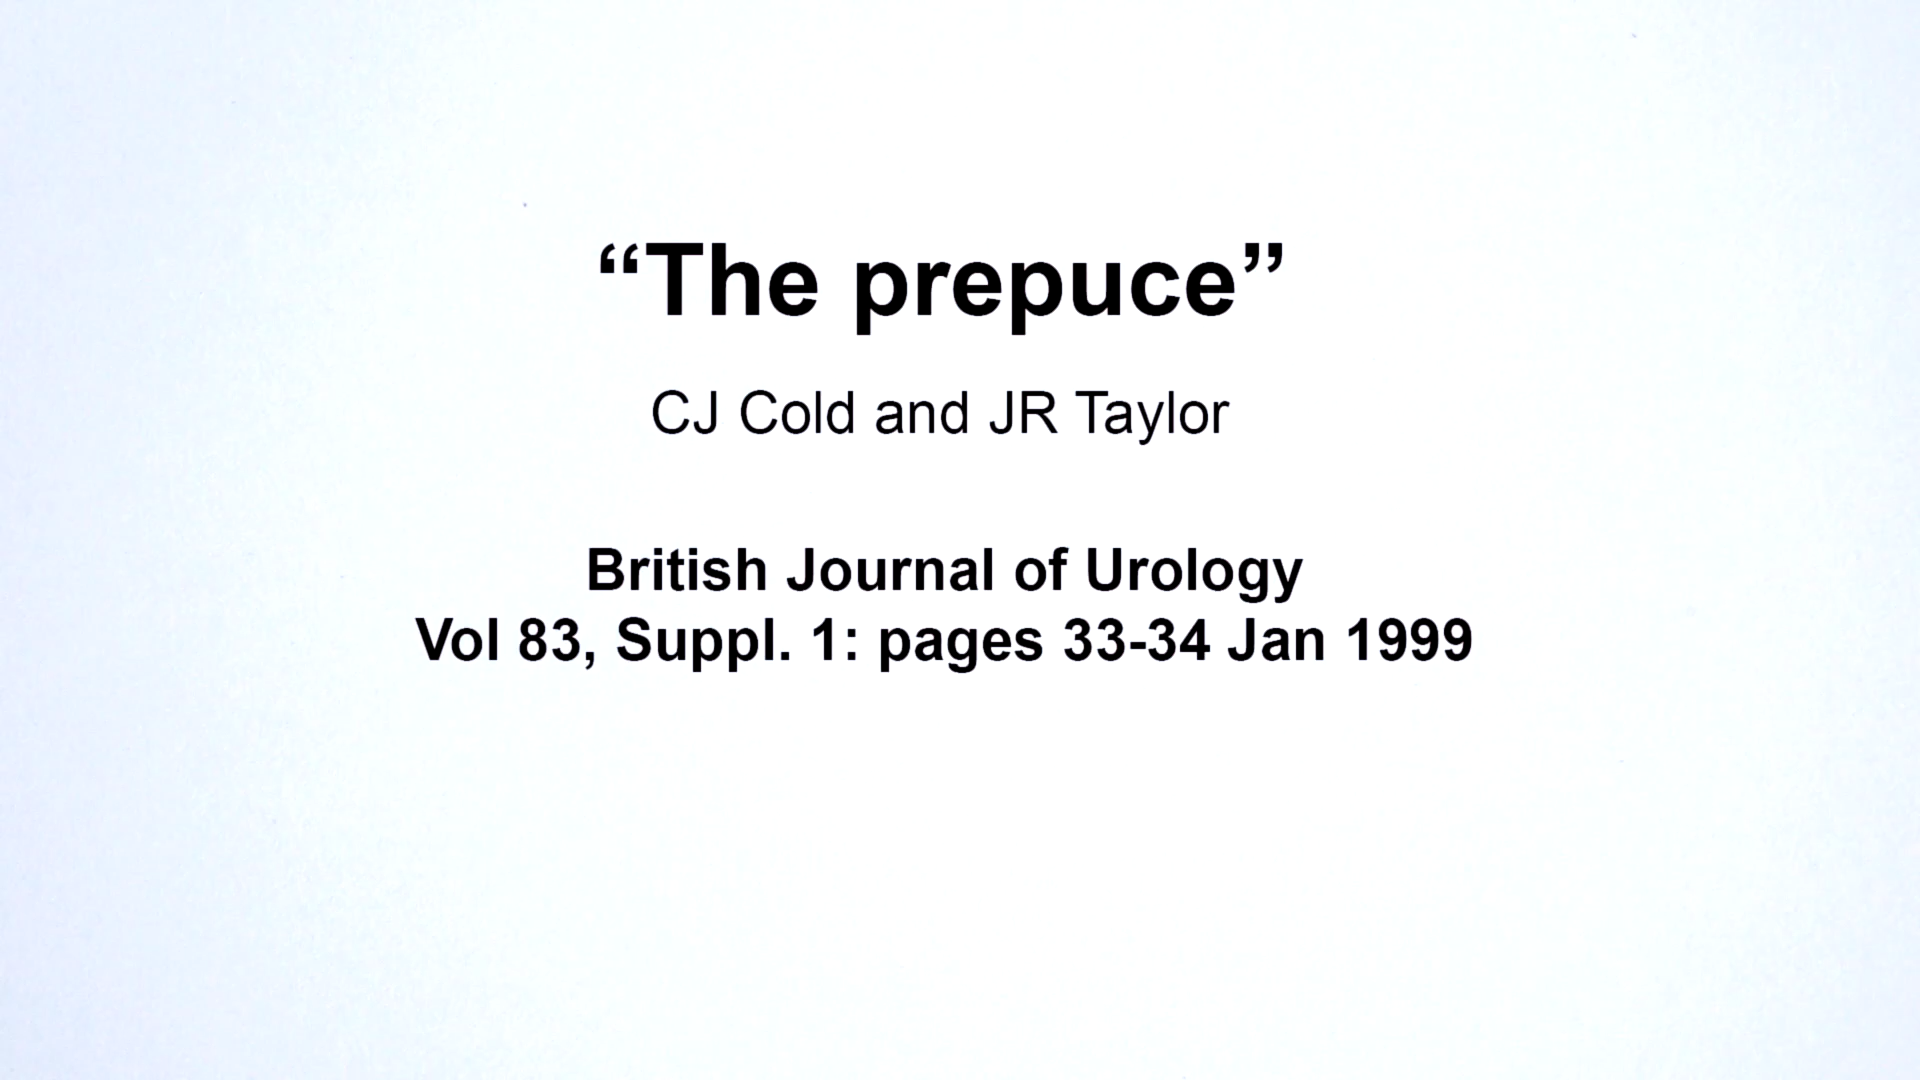 “The prepuce”
CJ Cold and JR Taylor
British Journal of Urology
Vol 83, Suppl. 1: pages 33-34 Jan 1999